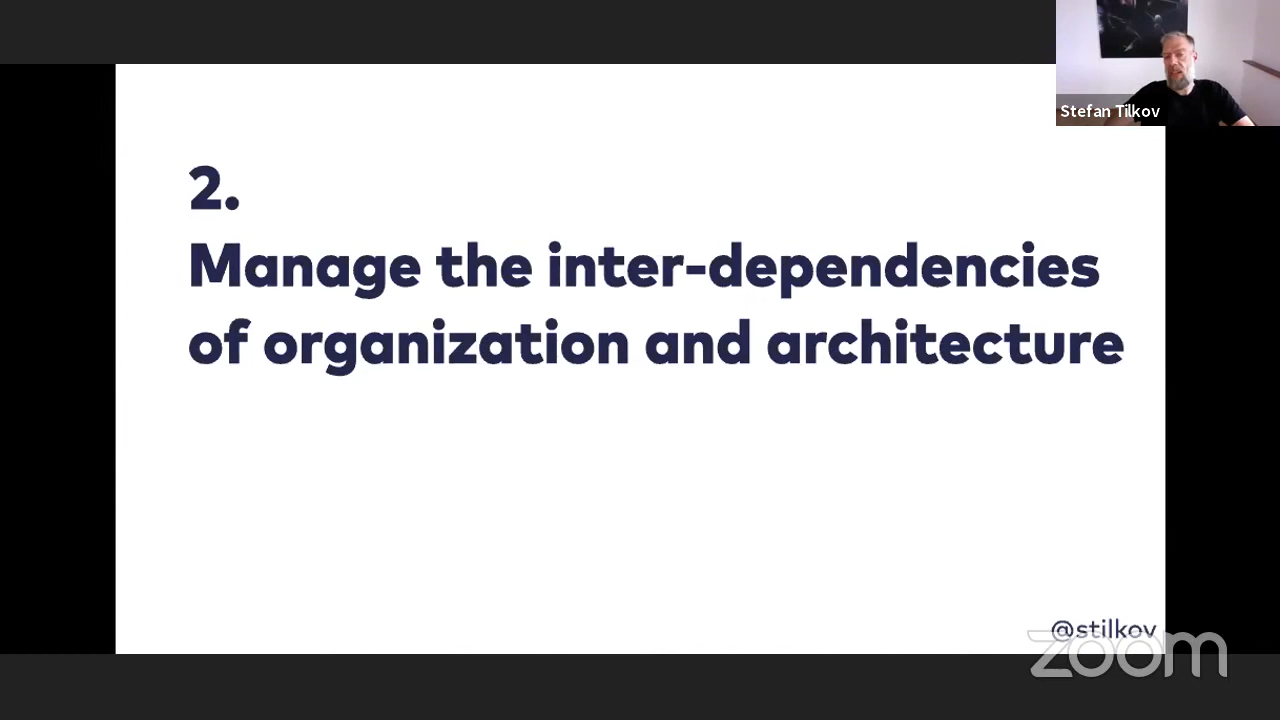 Stefan Tilkov
2.
Manage the inter-dependencies
of organization and architecture
@stilkov
zoom